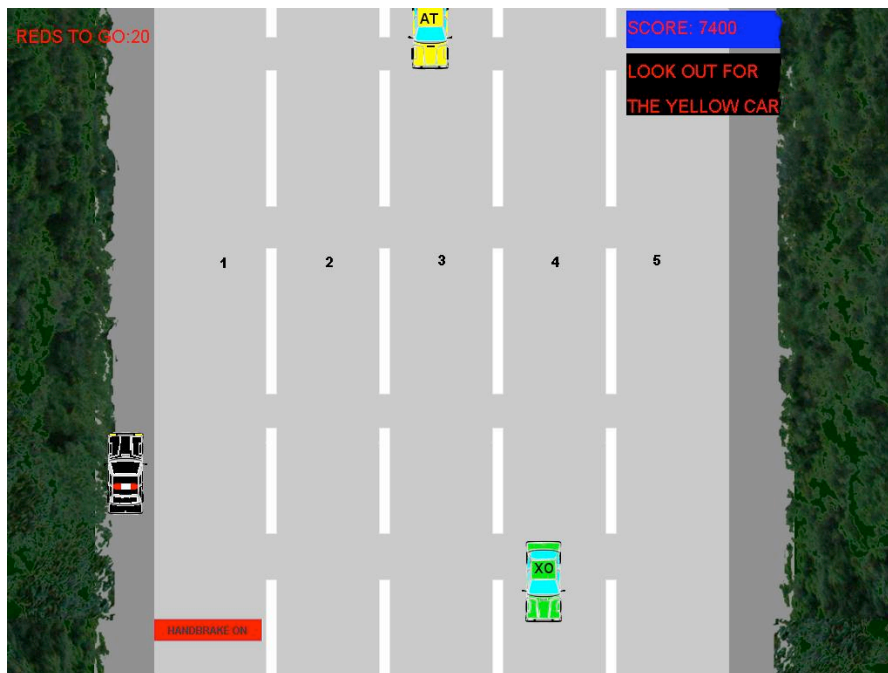 AT
REDS TO GO:20
SCORE: 7400
LOOK OUT FOR
THE YELLOW CAR
1 2 3 4 5
XO
HANDBRAKE ON